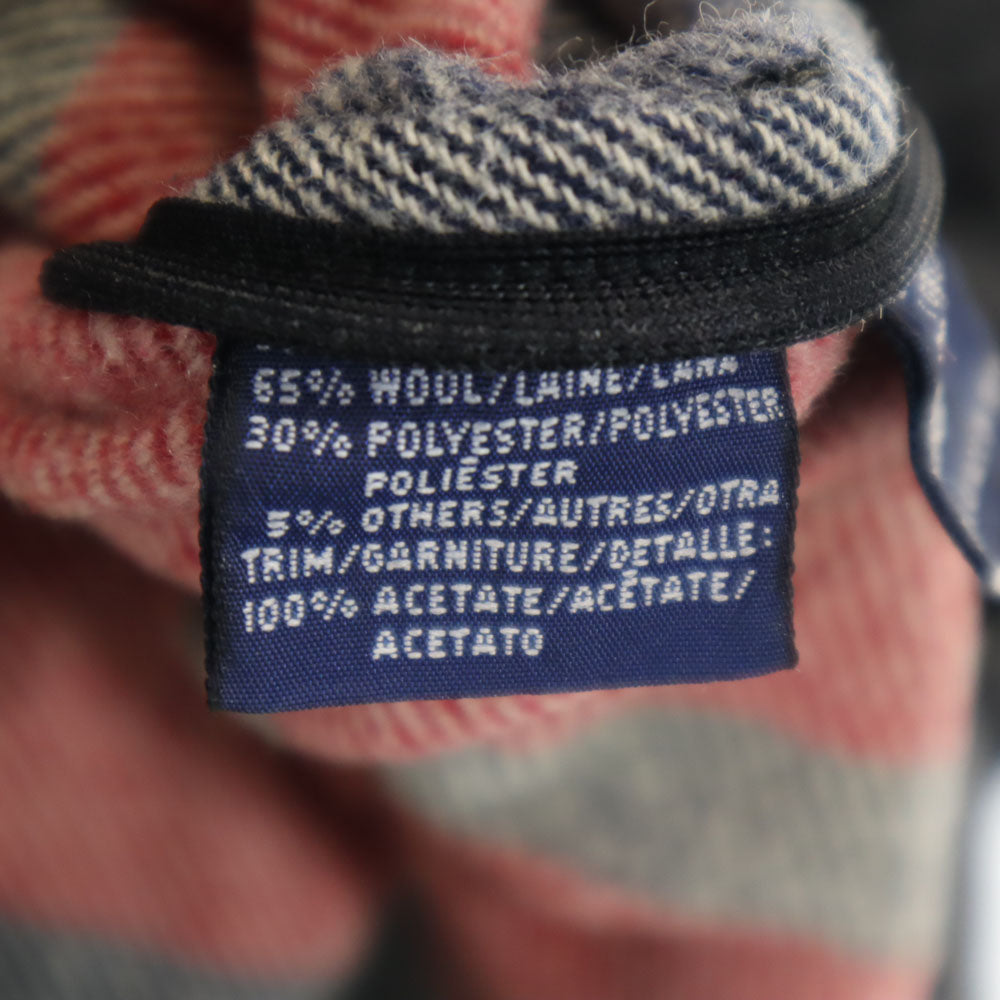 65% WOOL/LAINE/LANA
30% POLYESTER/POLYESTER
POLIÉSTER
5% OTHERS/AUTRES/OTRA
TRIM/GARNITURE/DETALLE:
100% ACETATE/ACÉTATE/
ACETATO